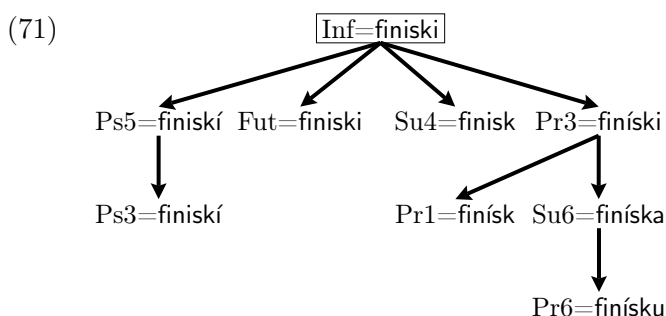 (71) Inf=finiski
Ps5=finiskí Fut=finiski Su4=finisk Pr3=finíski
Ps3=finiskí Pr1=finísk Su6=finíska
Pr6=finísku